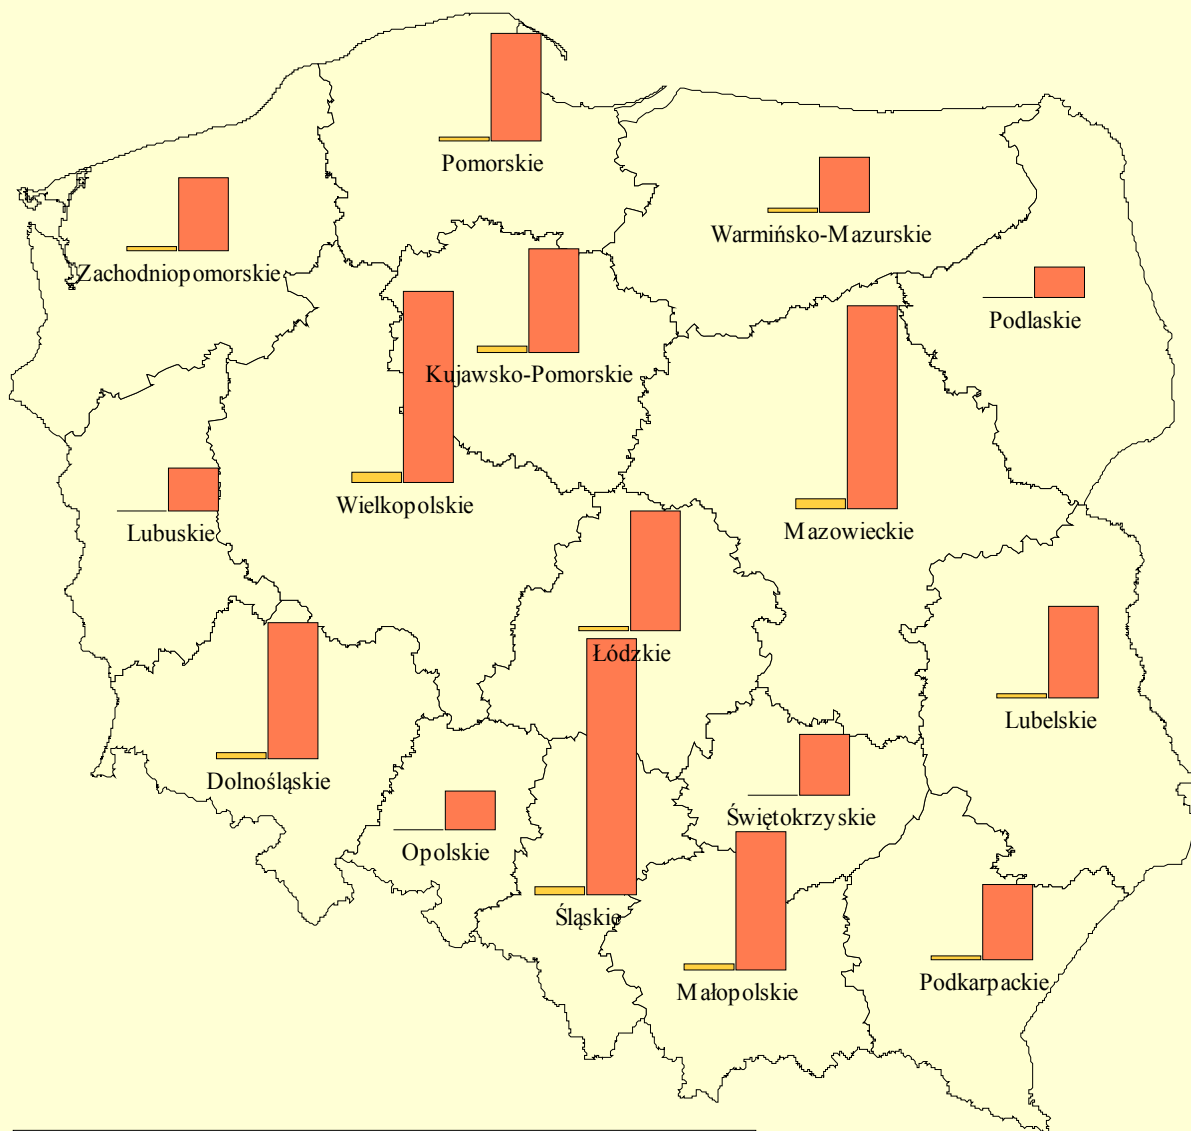 Pomorskie
Warmińsko-Mazurskie
Zachodniopomorskie
Podlaskie
Kujawsko-Pomorskie
Wielkopolskie
Mazowieckie
Lubuskie
Łódzkie
Lubelskie
Dolnośląskie
Świętokrzyskie
Opolskie
Śląskie
Podkarpackie
Małopolskie